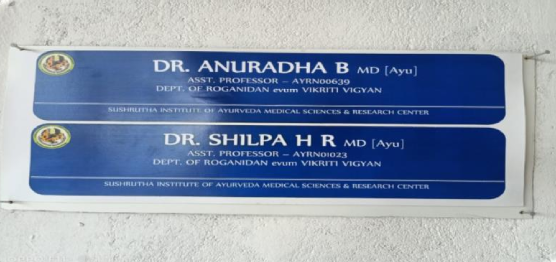 DR. ANURADHA B MD [Ayu]
ASST. PROFESSOR – AYRN00639
DEPT. OF ROGANIDAN evum VIKRITI VIGYAN
SUSHRUTHA INSTITUTE OF AYURVEDA MEDICAL SCIENCES & RESEARCH CENTER
DR. SHILPA H R MD [Ayu]
ASST. PROFESSOR – AYRN01023
DEPT. OF ROGANIDAN evum VIKRITI VIGYAN
SUSHRUTHA INSTITUTE OF AYURVEDA MEDICAL SCIENCES & RESEARCH CENTER